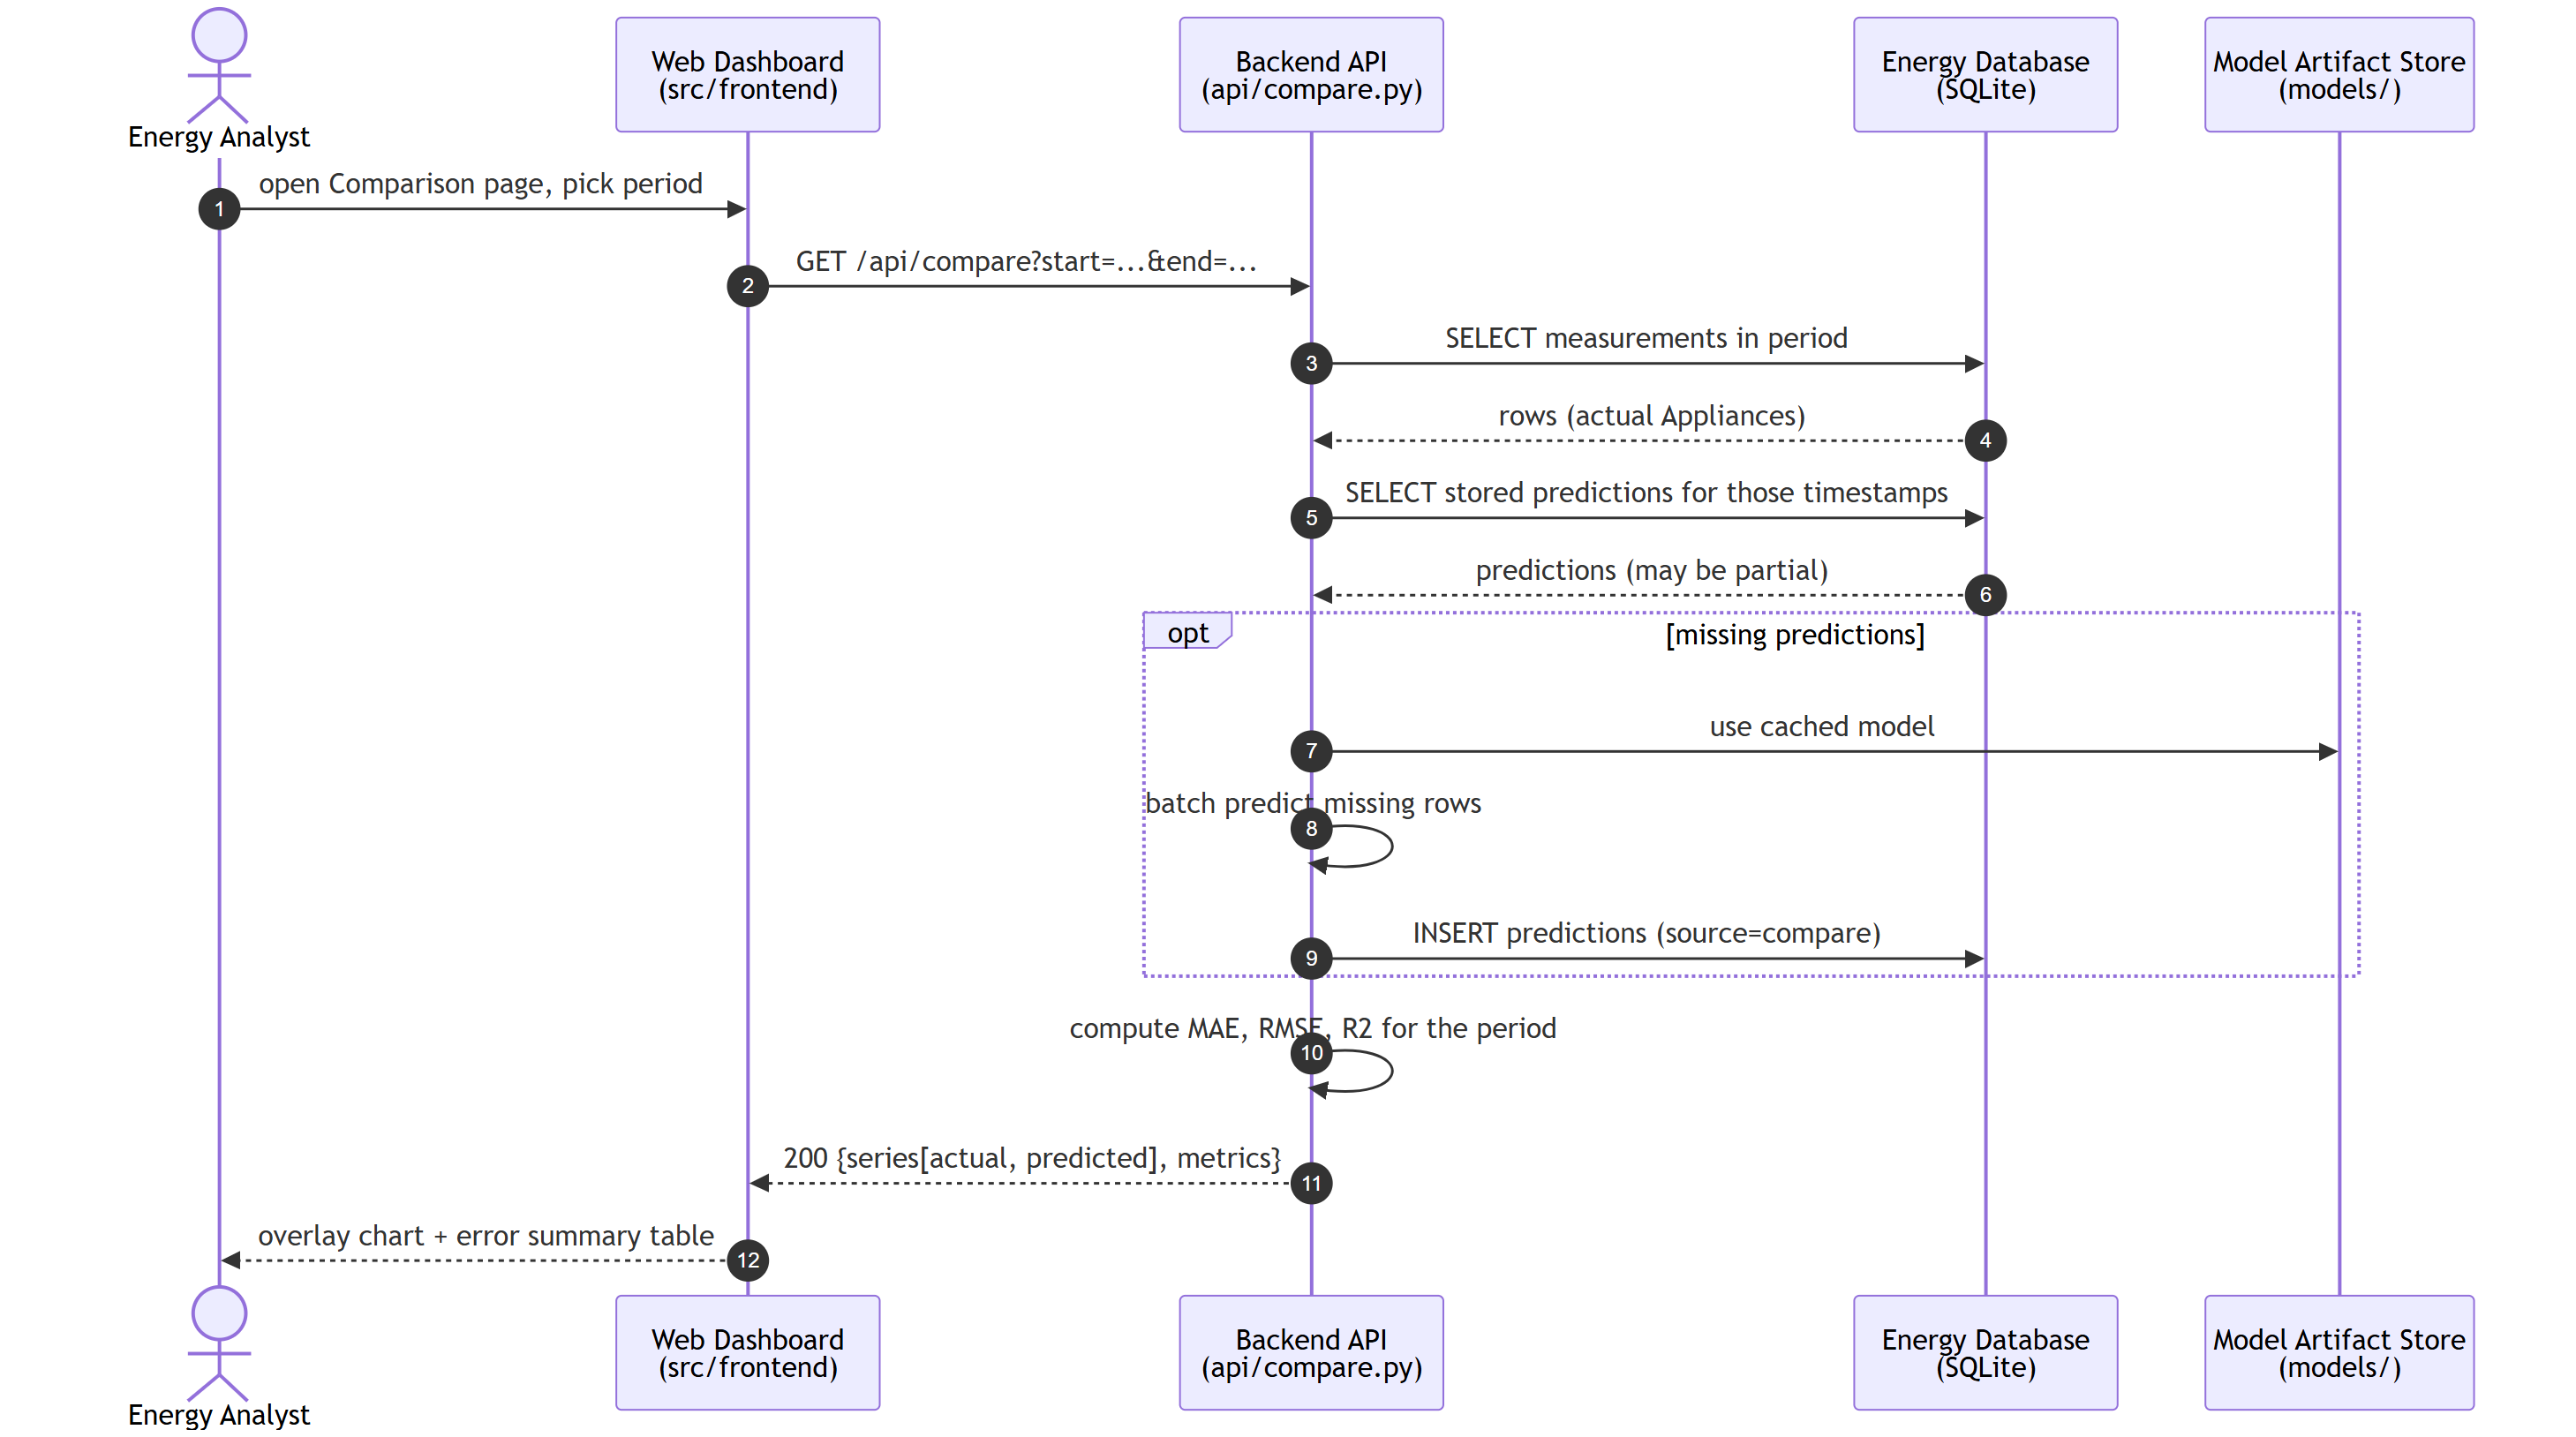 Energy Analyst
Web Dashboard
(src/frontend)
Backend API
(api/compare.py)
Energy Database
(SQLite)
Model Artifact Store
(models/)
open Comparison page, pick period
1
GET /api/compare?start=...&end=...
2
SELECT measurements in period
3
rows (actual Appliances)
4
SELECT stored predictions for those timestamps
5
predictions (may be partial)
6
opt
[missing predictions]
use cached model
7
batch predict missing rows
8
INSERT predictions (source=compare)
9
compute MAE, RMSE, R2 for the period
10
200 {series[actual, predicted], metrics}
11
overlay chart + error summary table
12
Energy Analyst
Web Dashboard
(src/frontend)
Backend API
(api/compare.py)
Energy Database
(SQLite)
Model Artifact Store
(models/)